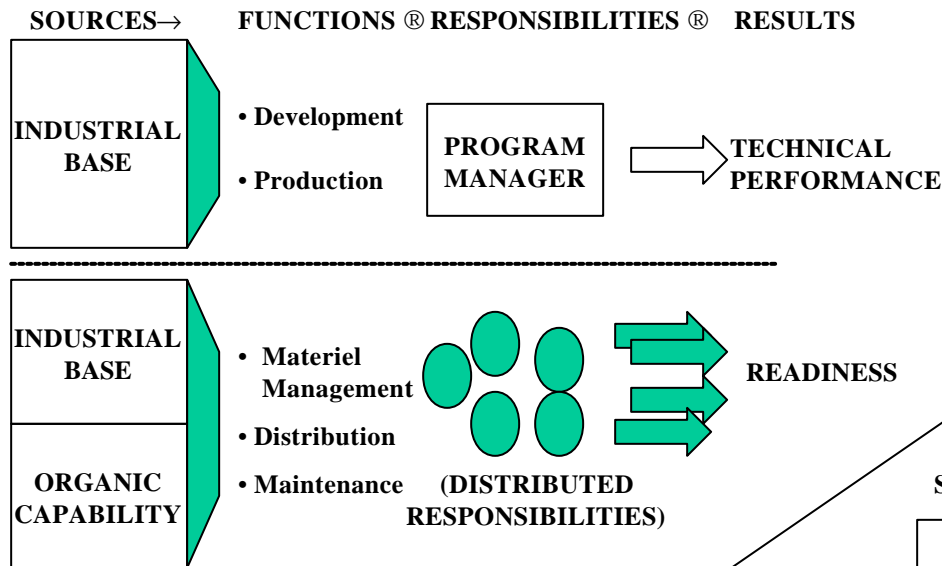 SOURCES→ FUNCTIONS ® RESPONSIBILITIES ® RESULTS
INDUSTRIAL
BASE
• Development
• Production
PROGRAM
MANAGER
TECHNICAL
PERFORMANCE
INDUSTRIAL
BASE
ORGANIC
CAPABILITY
• Materiel
Management
• Distribution
• Maintenance
(DISTRIBUTED
RESPONSIBILITIES)
READINESS
S